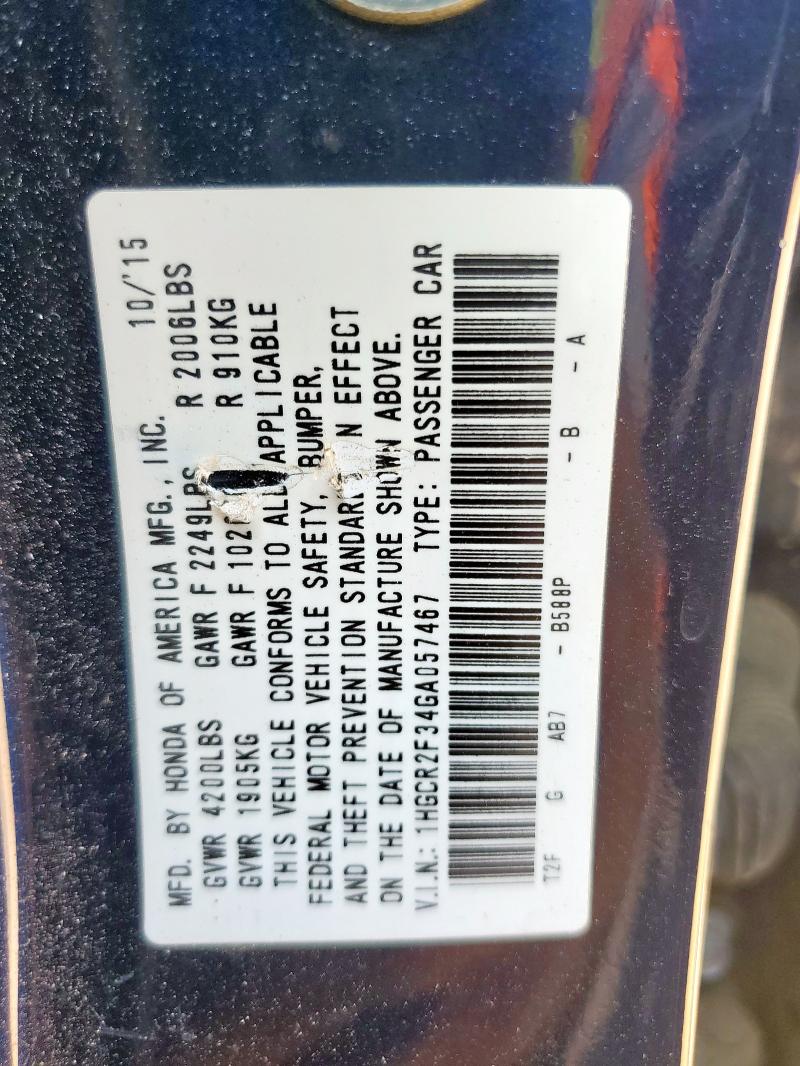 MFD. BY HONDA OF AMERICA MFG., INC. 10/'15
GVWR 4200LBS GAWR F 2249LBS R 2006LBS
GVWR 1905KG GAWR F R 910KG
THIS VEHICLE CONFORMS TO ALL APPLICABLE
FEDERAL MOTOR VEHICLE SAFETY, BUMPER,
AND THEFT PREVENTION STANDARD IN EFFECT
ON THE DATE OF MANUFACTURE SHOWN ABOVE.
V.I.N.: 1HGCR2F34GA057467 TYPE: PASSENGER CAR
T2F G AB7 - B588P - B - A